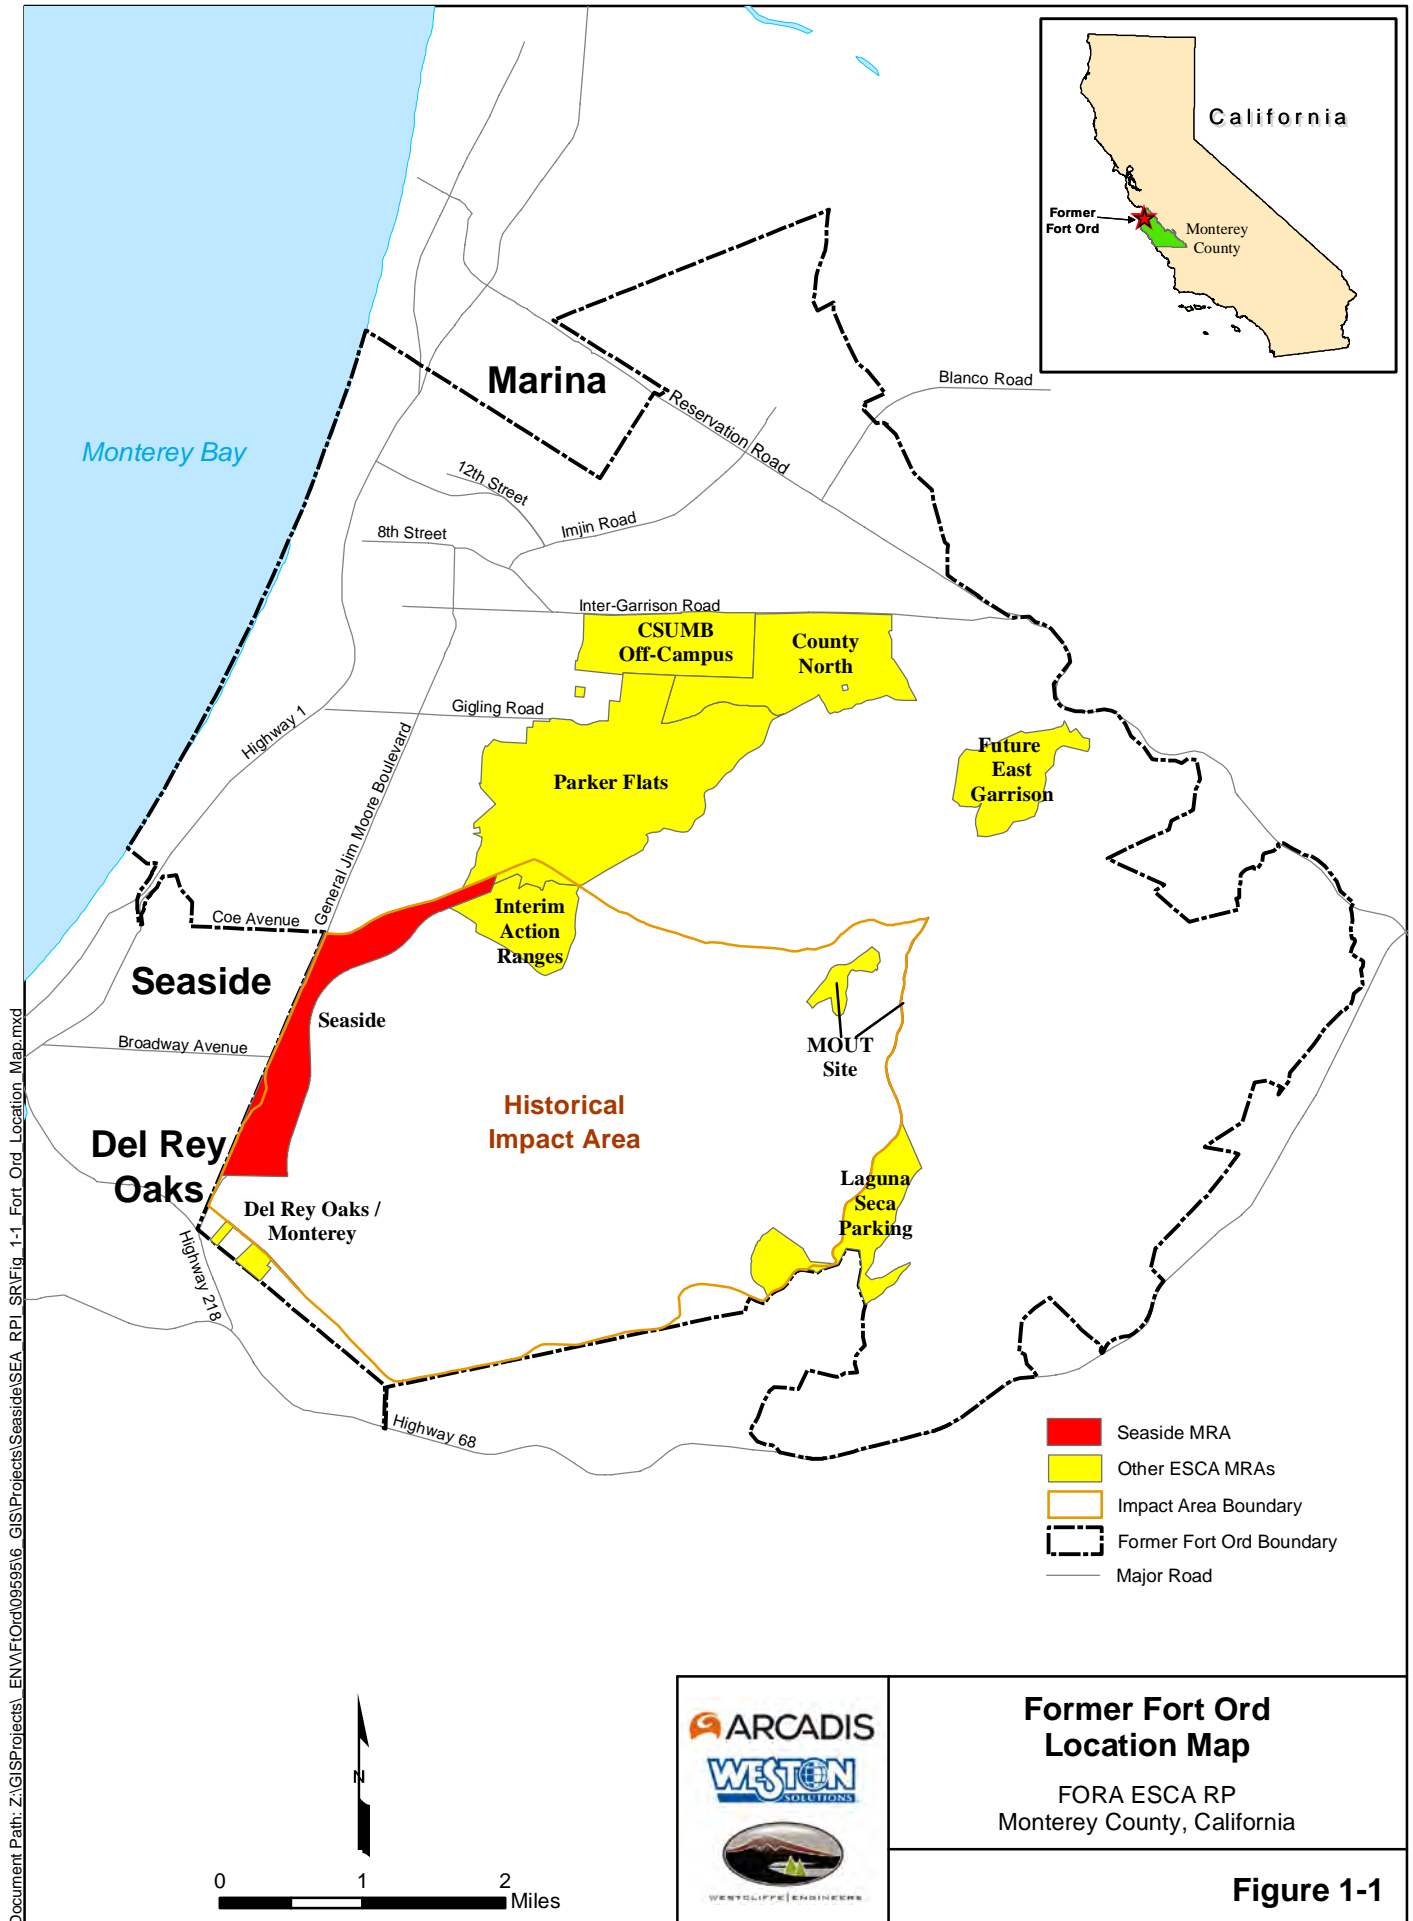 California
Former
Fort Ord
Monterey
County
Marina
Blanco Road
Reservation Road
Monterey Bay
12th Street
Imjin Road
8th Street
Inter-Garrison Road
CSUMB
Off-Campus
County
North
Gigling Road
Highway 1
General Jim Moore Boulevard
Parker Flats
Future
East
Garrison
Coe Avenue
Interim
Action
Ranges
Seaside
Seaside
Broadway Avenue
MOUT
Site
Historical
Impact Area
Del Rey
Oaks
Laguna
Seca
Parking
Del Rey Oaks /
Monterey
Highway 218
Highway 68
Seaside MRA
Other ESCA MRAs
Impact Area Boundary
Former Fort Ord Boundary
Major Road
N
0 1 2
Miles
ARCADIS
WESTON
SOLUTIONS
WESTCLIFFE ENGINEERS
Former Fort Ord
Location Map
FORA ESCA RP
Monterey County, California
Figure 1-1
Document Path: Z:\GISProjects\_ENV\FtOrd\09595\6_GIS\Projects\Seaside\SEA_RPI_SR\Fig_1-1_Fort_Ord_Location_Map.mxd